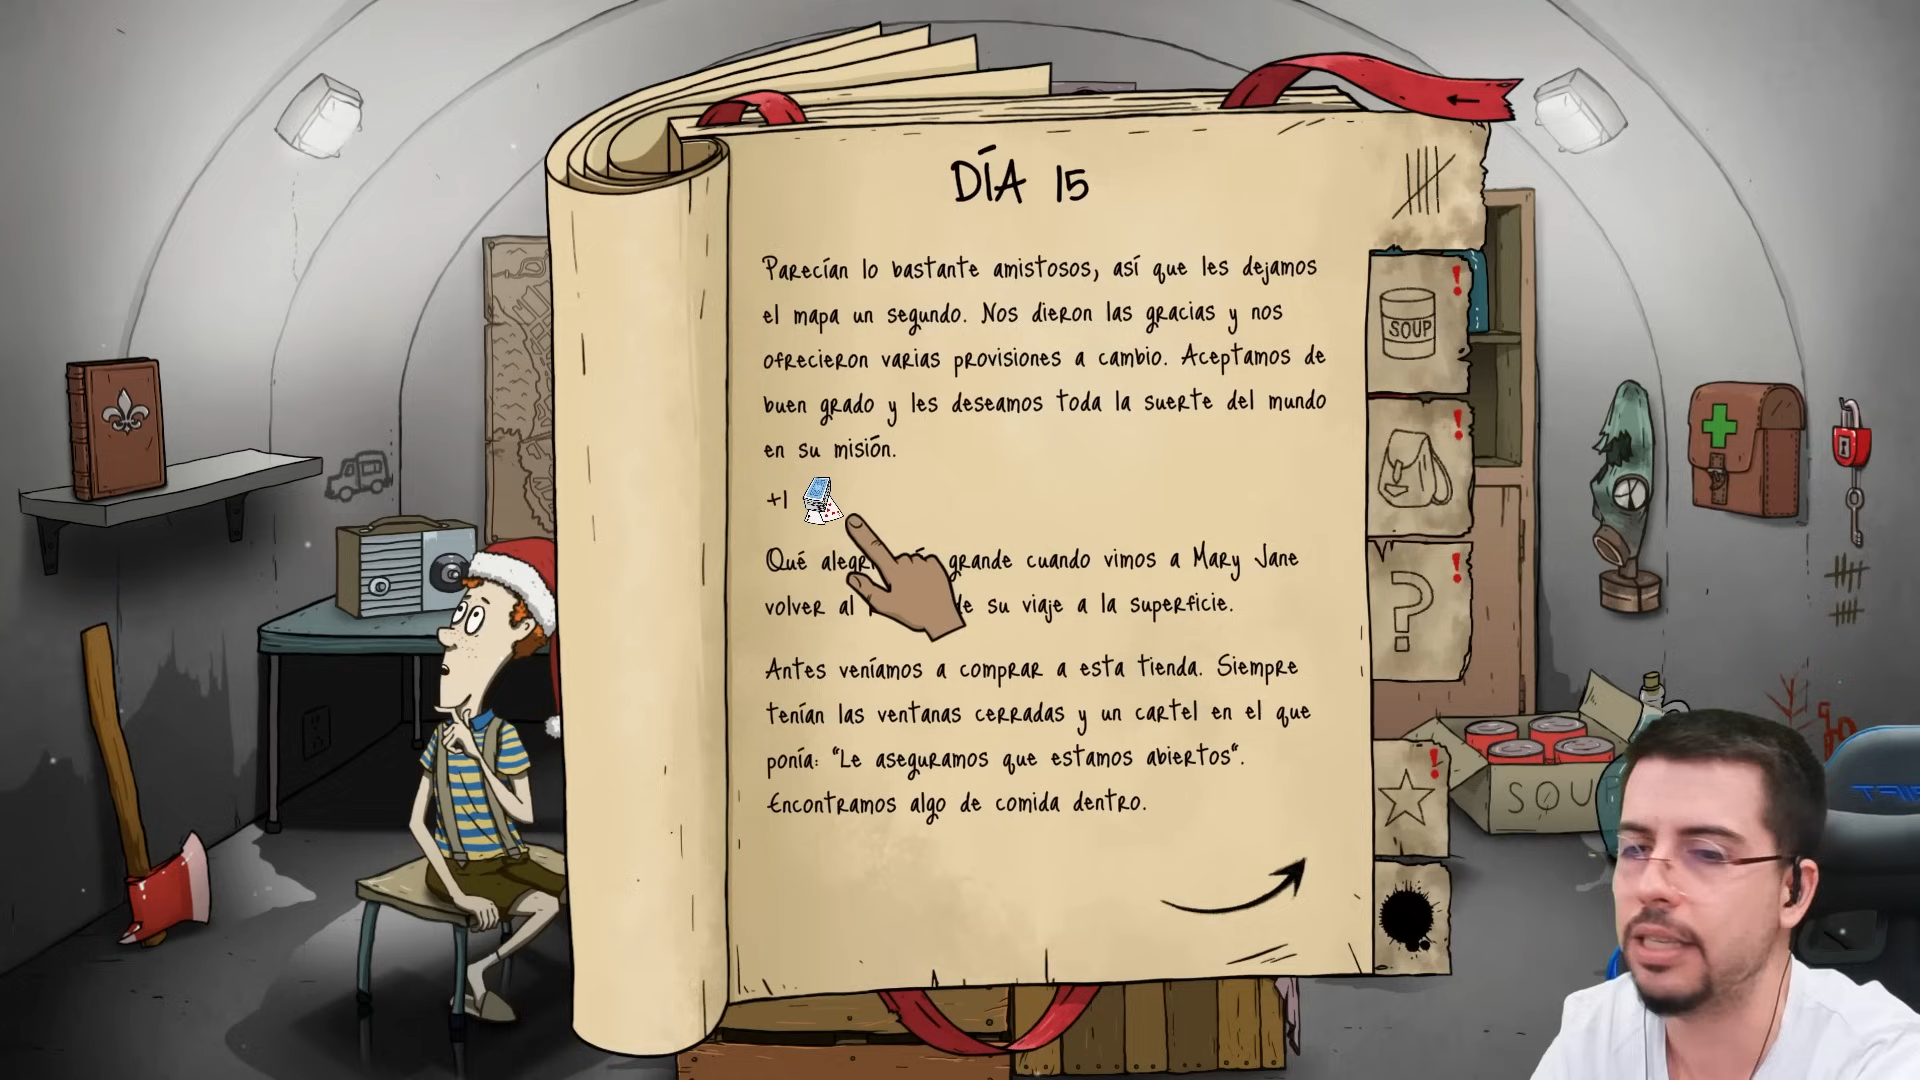 DÍA 15
Parecían lo bastante amistosos, así que les dejamos
el mapa un segundo. Nos dieron las gracias y nos
ofrecieron varias provisiones a cambio. Aceptamos de
buen grado y les deseamos toda la suerte del mundo
en su misión.
+1
Qué grande cuando vimos a Mary Jane
volver al de su viaje a la superficie.
Antes veníamos a comprar a esta tienda. Siempre
tenían las ventanas cerradas y un cartel en el que
ponía: "Le aseguramos que estamos abiertos".
Encontramos algo de comida dentro.
SOUP
!
!
?
!
!
SOU